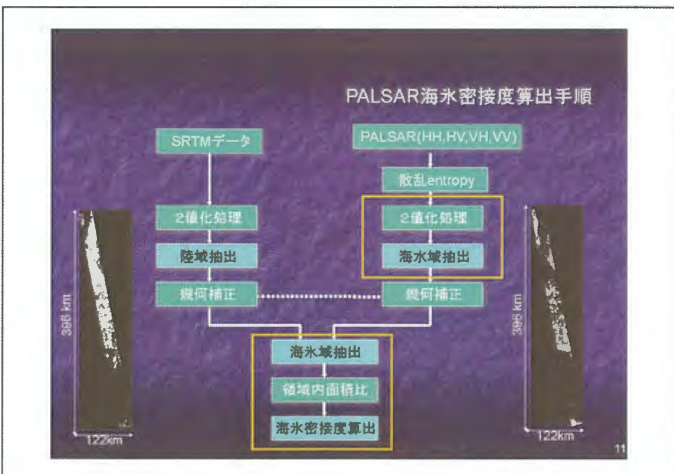 PALSAR海氷密接度算出手順
SRTMデータ
PALSAR(HH,HV,VH,VV)
散乱entropy
2値化処理
2値化処理
陸域抽出
海水域抽出
幾何補正
幾何補正
海氷域抽出
領域内面積比
海氷密接度算出
396 km
122km
396 km
122km
11